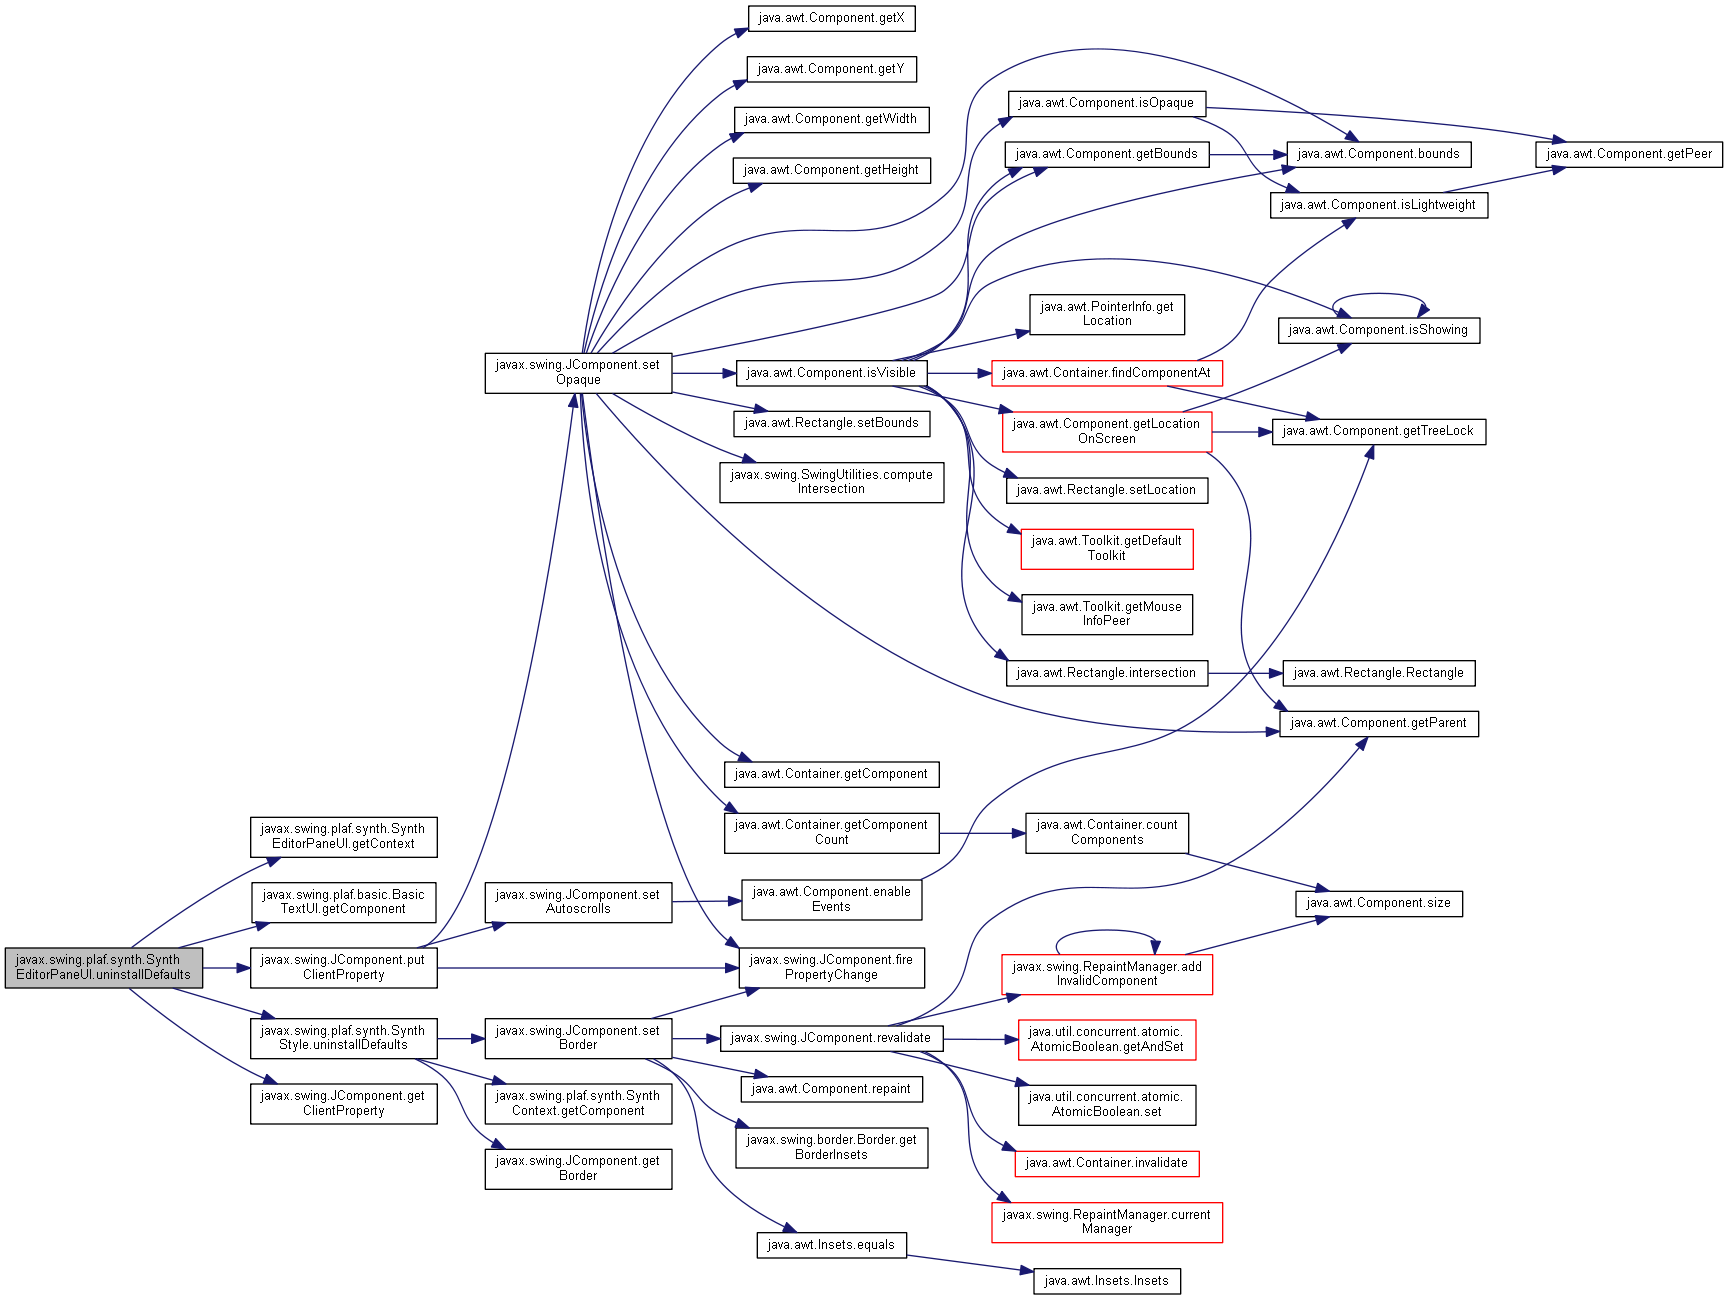 java.awt.Component.getX
java.awt.Component.getY
java.awt.Component.getWidth
java.awt.Component.getHeight
java.awt.Component.isOpaque
java.awt.Component.getBounds
java.awt.Component.bounds
java.awt.Component.getPeer
java.awt.Component.isLightweight
java.awt.PointerInfo.get
Location
java.awt.Component.isShowing
javax.swing.JComponent.set
Opaque
java.awt.Component.isVisible
java.awt.Container.findComponentAt
java.awt.Rectangle.setBounds
java.awt.Component.getLocation
OnScreen
java.awt.Component.getTreeLock
javax.swing.SwingUtilities.compute
Intersection
java.awt.Rectangle.setLocation
java.awt.Toolkit.getDefault
Toolkit
java.awt.Toolkit.getMouse
InfoPeer
java.awt.Rectangle.intersection
java.awt.Rectangle.Rectangle
java.awt.Component.getParent
java.awt.Container.getComponent
java.awt.Container.getComponent
Count
java.awt.Container.count
Components
javax.swing.plaf.synth.Synth
EditorPaneUI.getContext
javax.swing.plaf.basic.Basic
TextUI.getComponent
javax.swing.JComponent.set
Autoscrolls
java.awt.Component.enable
Events
java.awt.Component.size
javax.swing.plaf.synth.Synth
EditorPaneUI.uninstallDefaults
javax.swing.JComponent.put
ClientProperty
javax.swing.JComponent.fire
PropertyChange
javax.swing.RepaintManager.add
InvalidComponent
javax.swing.plaf.synth.Synth
Style.uninstallDefaults
javax.swing.JComponent.set
Border
javax.swing.JComponent.revalidate
java.util.concurrent.atomic.
AtomicBoolean.getAndSet
javax.swing.JComponent.get
ClientProperty
javax.swing.plaf.synth.Synth
Context.getComponent
java.awt.Component.repaint
java.util.concurrent.atomic.
AtomicBoolean.set
javax.swing.JComponent.get
Border
javax.swing.border.Border.get
BorderInsets
java.awt.Container.invalidate
javax.swing.RepaintManager.current
Manager
java.awt.Insets.equals
java.awt.Insets.Insets